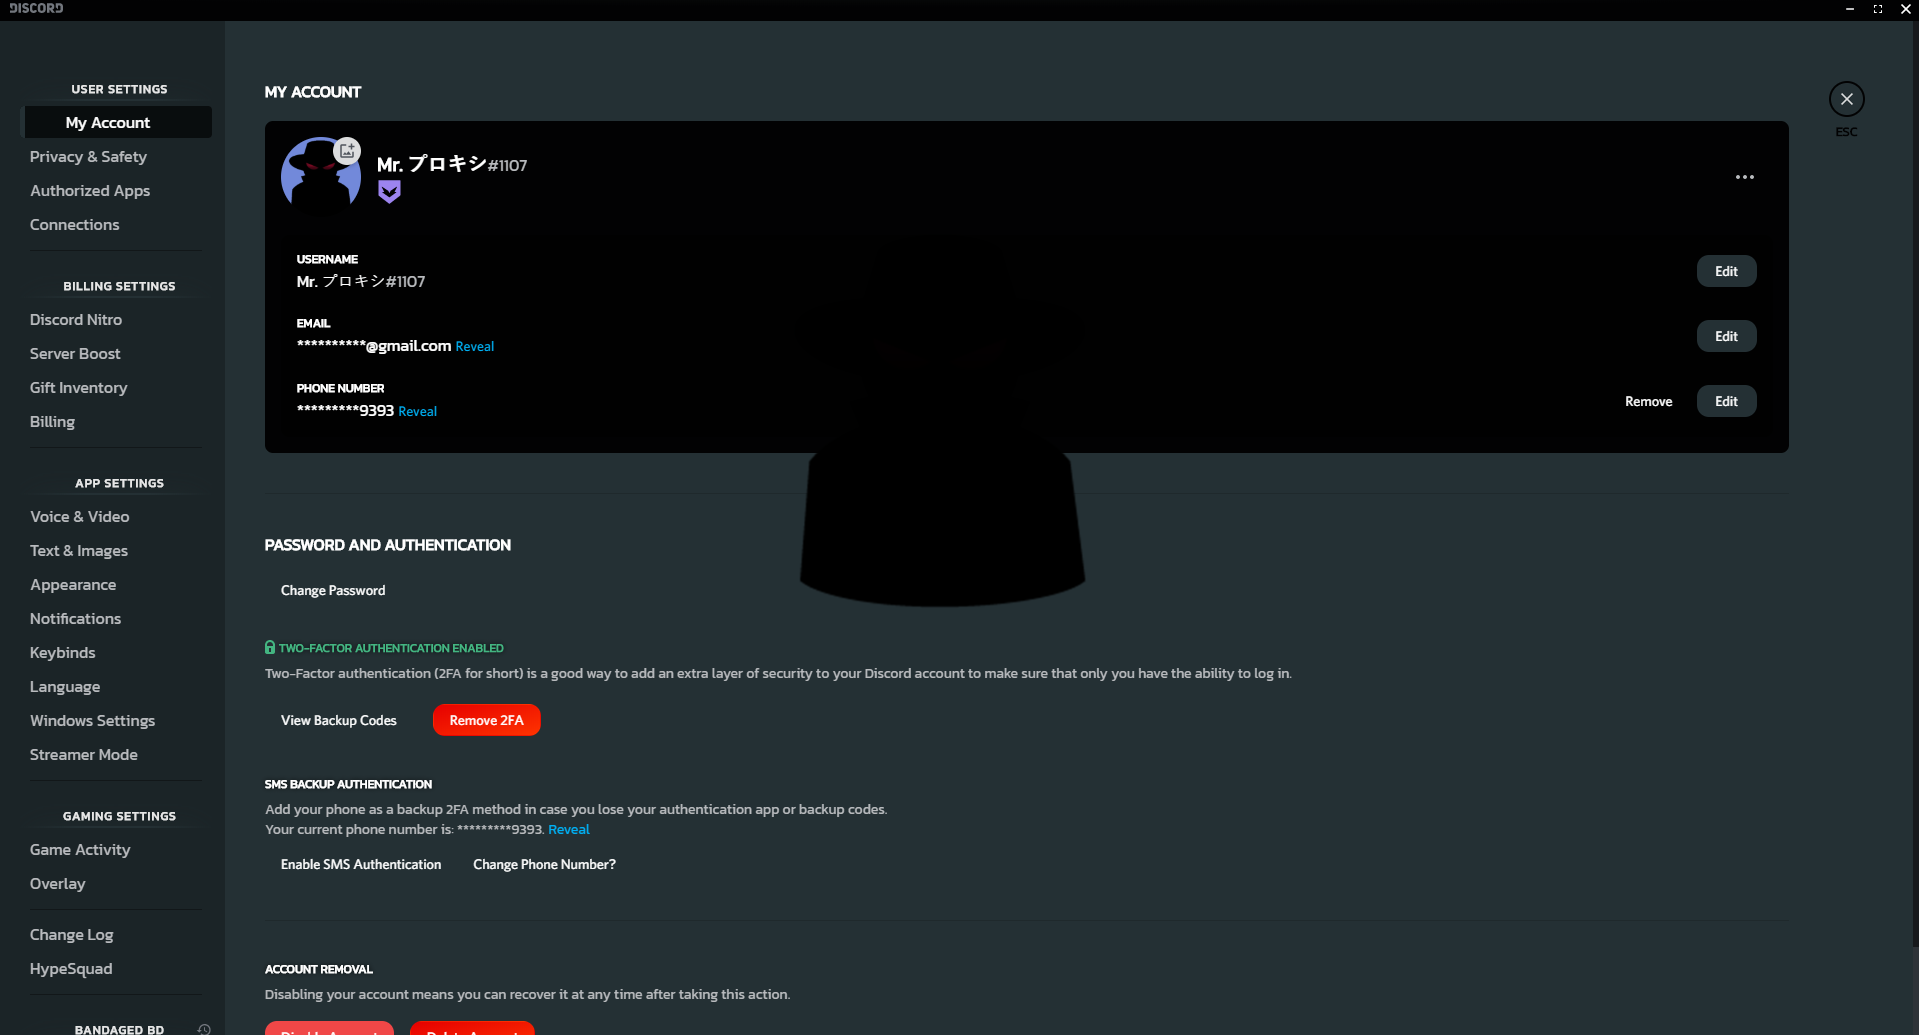 DISCORD
USER SETTINGS
My Account
Privacy & Safety
Authorized Apps
Connections
BILLING SETTINGS
Discord Nitro
Server Boost
Gift Inventory
Billing
APP SETTINGS
Voice & Video
Text & Images
Appearance
Notifications
Keybinds
Language
Windows Settings
Streamer Mode
GAMING SETTINGS
Game Activity
Overlay
Change Log
HypeSquad
BANDAGED BD
MY ACCOUNT
ESC
Mr. プロキシ#1107
USERNAME
Mr. プロキシ#1107
Edit
EMAIL
**********@gmail.com Reveal
Edit
PHONE NUMBER
*********9393 Reveal
Remove Edit
PASSWORD AND AUTHENTICATION
Change Password
TWO-FACTOR AUTHENTICATION ENABLED
Two-Factor authentication (2FA for short) is a good way to add an extra layer of security to your Discord account to make sure that only you have the ability to log in.
View Backup Codes Remove 2FA
SMS BACKUP AUTHENTICATION
Add your phone as a backup 2FA method in case you lose your authentication app or backup codes.
Your current phone number is: *********9393. Reveal
Enable SMS Authentication Change Phone Number?
ACCOUNT REMOVAL
Disabling your account means you can recover it at any time after taking this action.